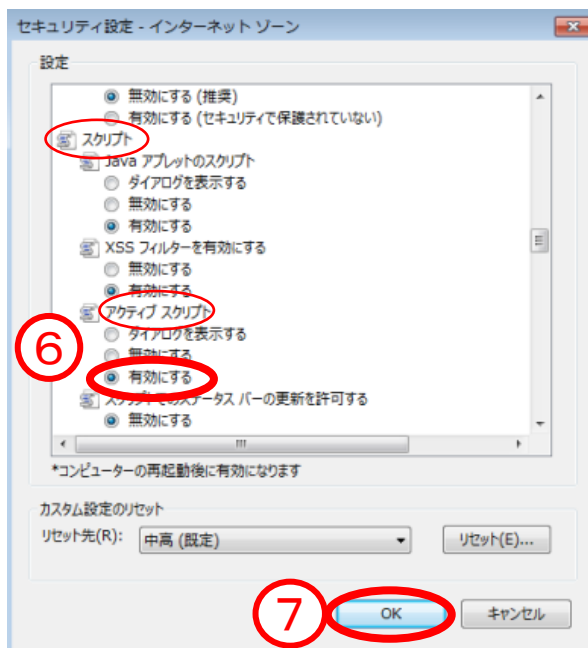 セキュリティ設定 - インターネット ゾーン
設定
無効にする (推奨)
有効にする (セキュリティで保護されていない)
スクリプト
Java アプレットのスクリプト
ダイアログを表示する
無効にする
有効にする
XSS フィルターを有効にする
無効にする
有効にする
アクティブ スクリプト
ダイアログを表示する
⑥
無効にする
有効にする
スクリプトでのステータス バーの更新を許可する
無効にする
*コンピューターの再起動後に有効になります
カスタム設定のリセット
リセット先(R): 中高 (既定) リセット(E)...
⑦ OK キャンセル